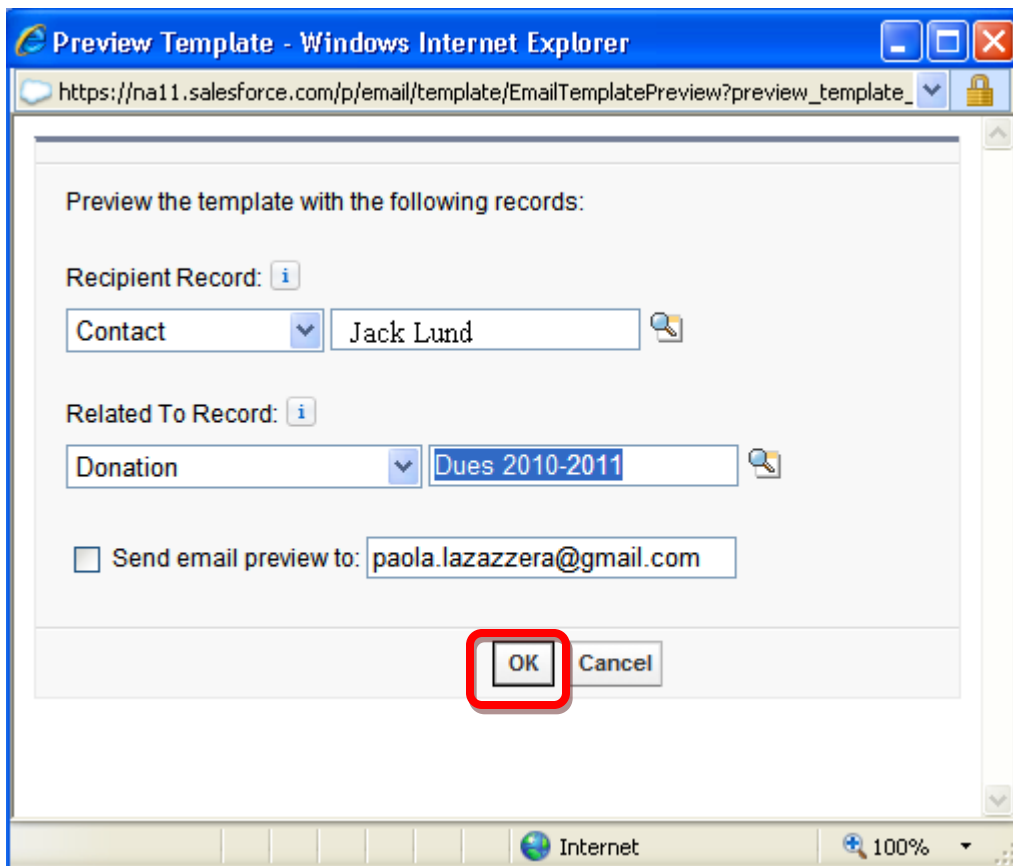 Preview Template - Windows Internet Explorer
https://na11.salesforce.com/p/email/template/EmailTemplatePreview?preview_template_
Preview the template with the following records:
Recipient Record: i
Contact Jack Lund
Related To Record: i
Donation Dues 2010-2011
Send email preview to: paola.lazazzera@gmail.com
OK Cancel
Internet 100%